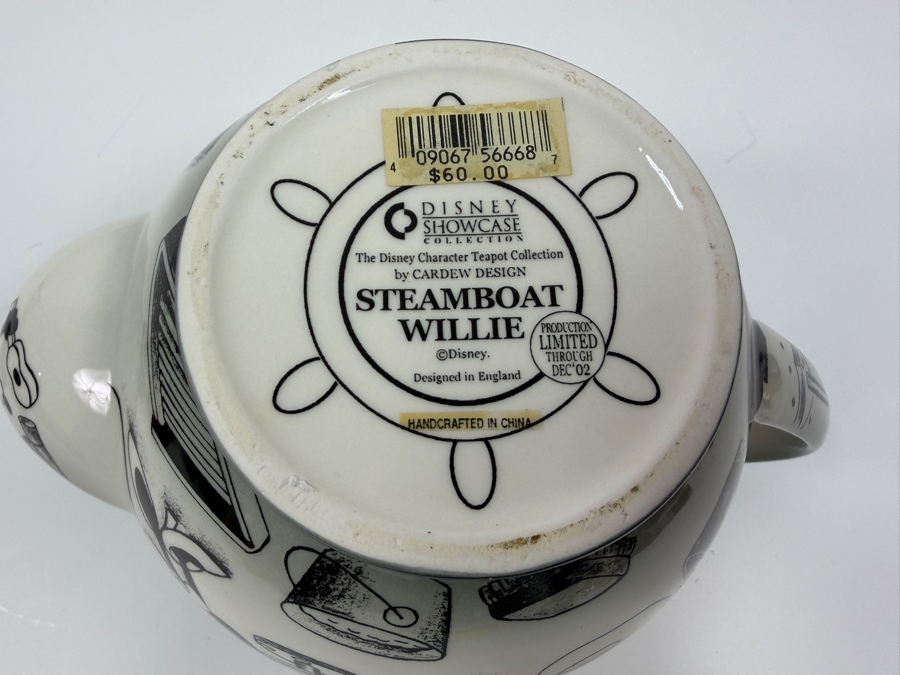 4 09067 56668 7
$60.00
DISNEY
SHOWCASE
COLLECTION
The Disney Character Teapot Collection
by CARDEW DESIGN
STEAMBOAT
WILLIE
©Disney.
Designed in England
PRODUCTION
LIMITED
THROUGH
DEC'02
HANDCRAFTED IN CHINA